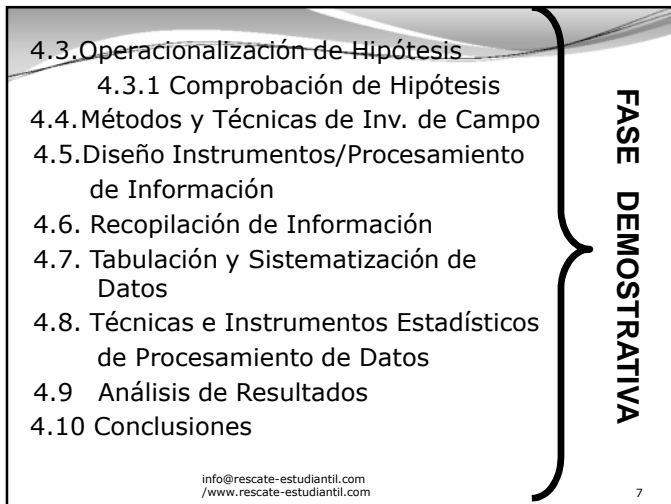 4.3.Operacionalización de Hipótesis
4.3.1 Comprobación de Hipótesis
4.4.Métodos y Técnicas de Inv. de Campo
4.5.Diseño Instrumentos/Procesamiento
de Información
4.6. Recopilación de Información
4.7. Tabulación y Sistematización de
Datos
4.8. Técnicas e Instrumentos Estadísticos
de Procesamiento de Datos
4.9 Análisis de Resultados
4.10 Conclusiones
FASE DEMOSTRATIVA
info@rescate-estudiantil.com
/www.rescate-estudiantil.com
7